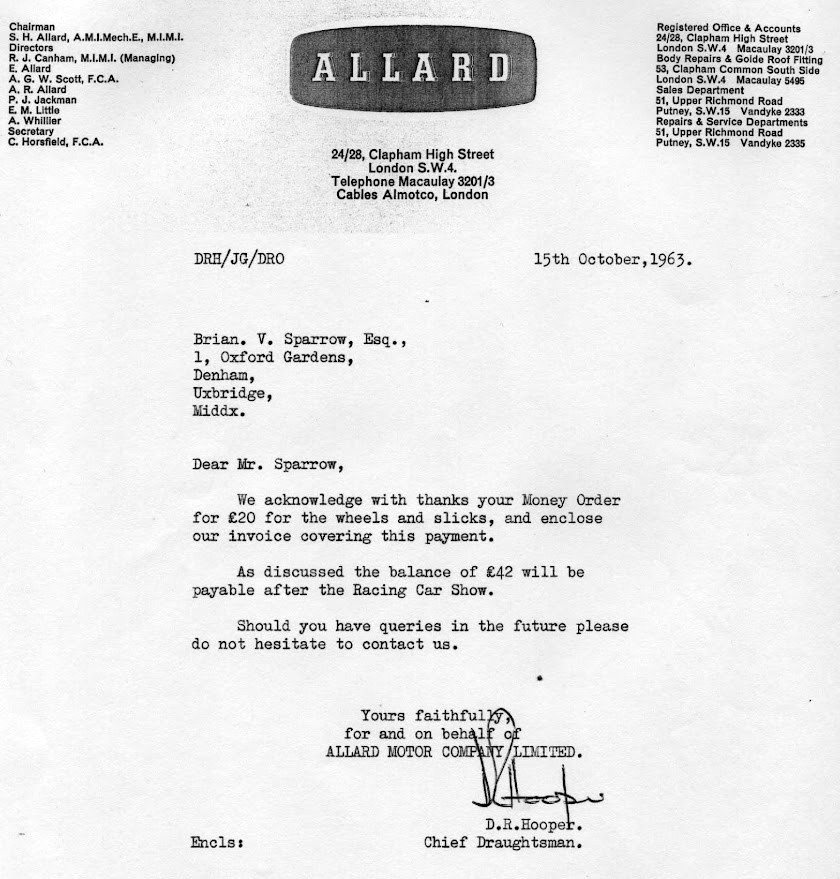 Chairman
S. H. Allard, A.M.I.Mech.E., M.I.M.I.
Directors
R. J. Canham, M.I.M.I. (Managing)
E. Allard
A. G. W. Scott, F.C.A.
A. R. Allard
P. J. Jackman
E. M. Little
A. Whillier
Secretary
C. Horsfield, F.C.A.
ALLARD
24/28, Clapham High Street
London S.W.4.
Telephone Macaulay 3201/3
Cables Almotco, London
Registered Office & Accounts
24/28, Clapham High Street
London S.W.4 Macaulay 3201/3
Body Repairs & Golde Roof Fitting
53, Clapham Common South Side
London S.W.4 Macaulay 5495
Sales Department
51, Upper Richmond Road
Putney, S.W.15 Vandyke 2333
Repairs & Service Departments
51, Upper Richmond Road
Putney, S.W.15 Vandyke 2335
DRH/JG/DRO 15th October,1963.
Brian. V. Sparrow, Esq.,
1, Oxford Gardens,
Denham,
Uxbridge,
Middx.
Dear Mr. Sparrow,
We acknowledge with thanks your Money Order
for £20 for the wheels and slicks, and enclose
our invoice covering this payment.
As discussed the balance of £42 will be
payable after the Racing Car Show.
Should you have queries in the future please
do not hesitate to contact us.
Yours faithfully,
for and on behalf of
ALLARD MOTOR COMPANY LIMITED.
D Hooper
D.R.Hooper.
Encls: Chief Draughtsman.